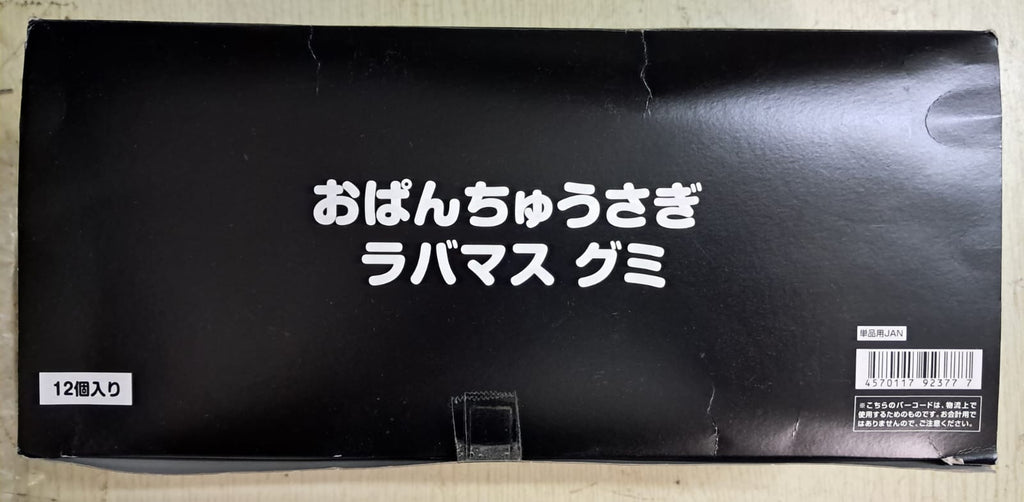 おぱんちゅうさぎ
ラバマス グミ
12個入り
単品用JAN
4570117 92377 7
※こちらのバーコードは、物流上で
使用するためのものです。お会計用で
はありませんので、ご注意ください。